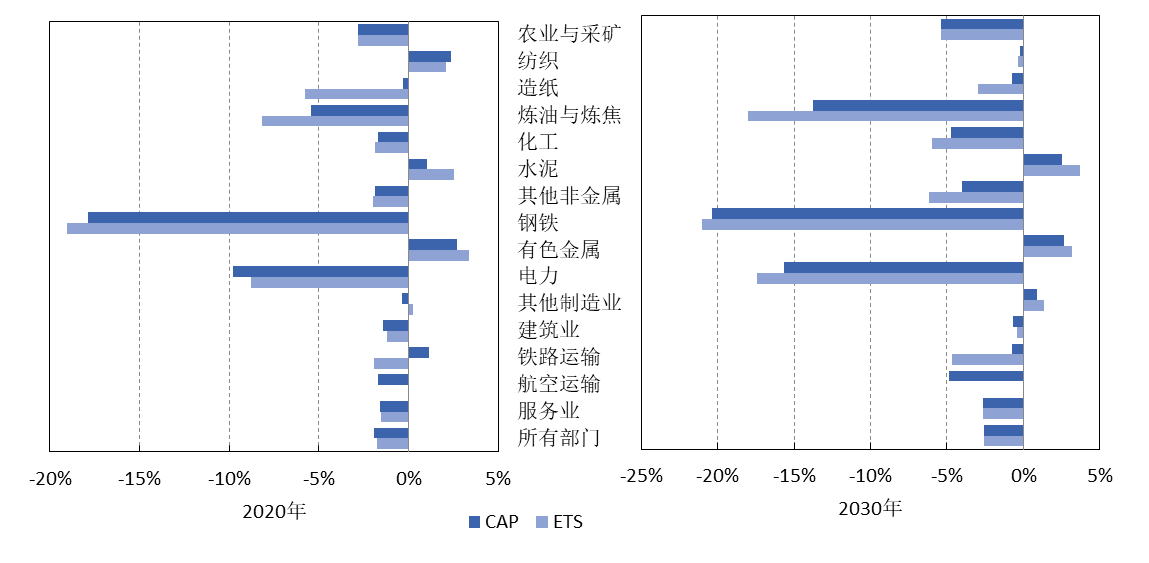 农业与采矿
纺织
造纸
炼油与炼焦
化工
水泥
其他非金属
钢铁
有色金属
电力
其他制造业
建筑业
铁路运输
航空运输
服务业
所有部门
-20% -15% -10% -5% 0% 5%
2020年
-25% -20% -15% -10% -5% 0% 5%
2030年
CAP ETS